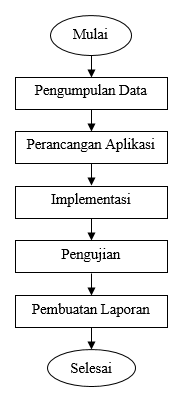 Mulai
Pengumpulan Data
Perancangan Aplikasi
Implementasi
Pengujian
Pembuatan Laporan
Selesai